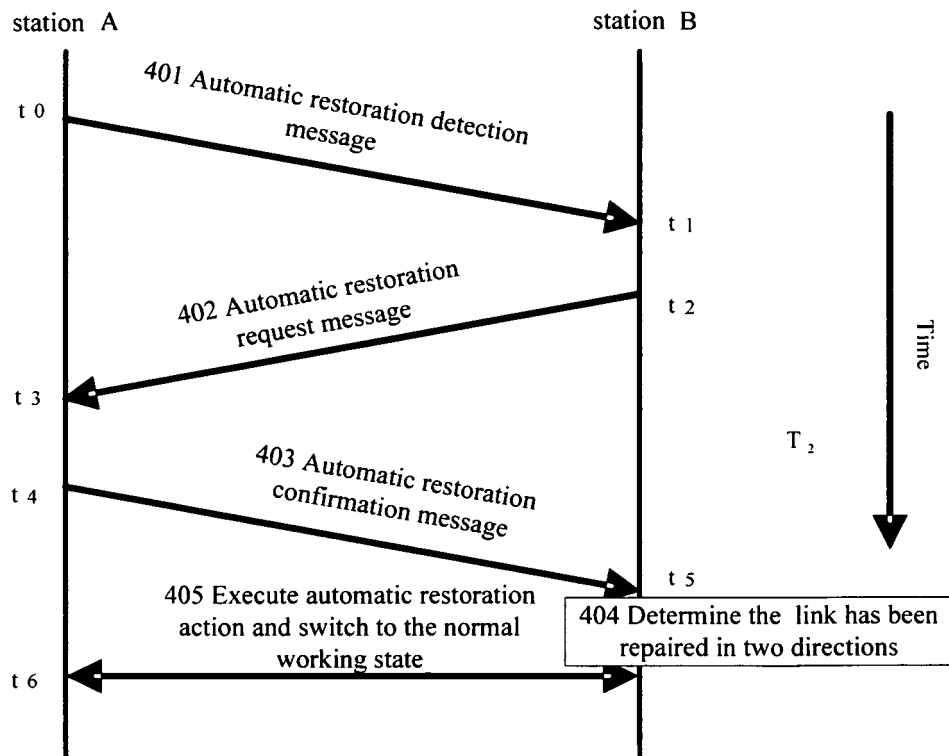 station A
station B
401 Automatic restoration detection
message
t 0
t 1
402 Automatic restoration
request message
t 2
Time
t 3
T 2
403 Automatic restoration
confirmation message
t 4
t 5
405 Execute automatic restoration
action and switch to the normal
working state
404 Determine the link has been
repaired in two directions
t 6